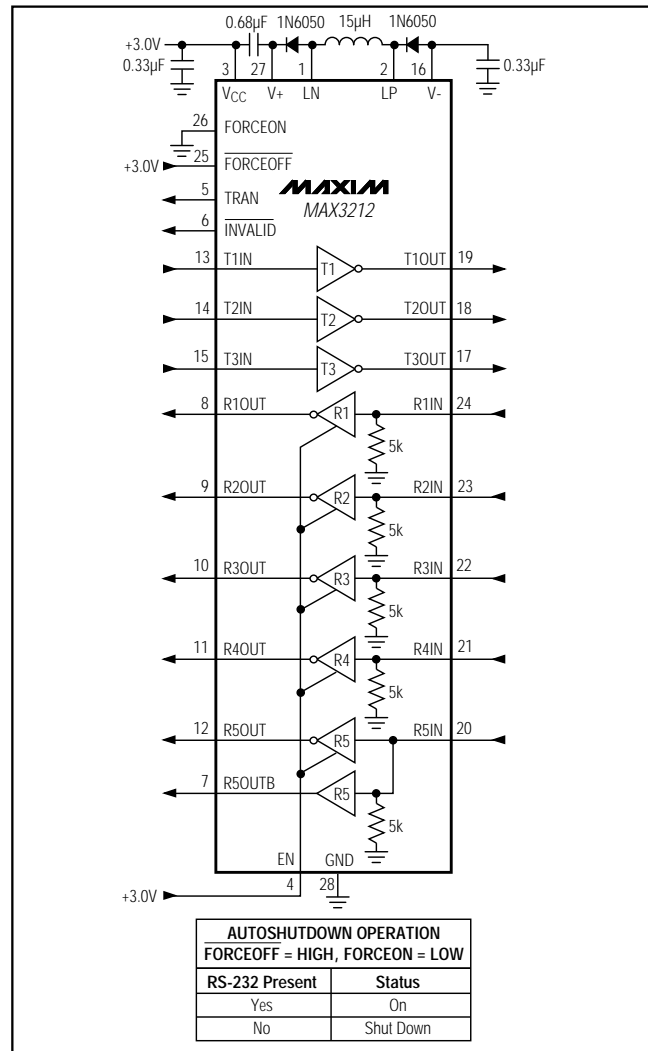 0.68µF 1N6050 15µH 1N6050
+3.0V
0.33µF 3 27 1 2 16 0.33µF
VCC V+ LN LP V-
26 FORCEON
+3.0V 25 FORCEOFF
MAXIM
MAX3212
5 TRAN
6 INVALID
13 T1IN T1 T1OUT 19
14 T2IN T2 T2OUT 18
15 T3IN T3 T3OUT 17
8 R1OUT R1 R1IN 24
5k
9 R2OUT R2 R2IN 23
5k
10 R3OUT R3 R3IN 22
5k
11 R4OUT R4 R4IN 21
5k
12 R5OUT R5 R5IN 20
7 R5OUTB R5
5k
EN GND
+3.0V 4 28
AUTOSHUTDOWN OPERATION
FORCEOFF = HIGH, FORCEON = LOW
RS-232 Present Status
Yes On
No Shut Down